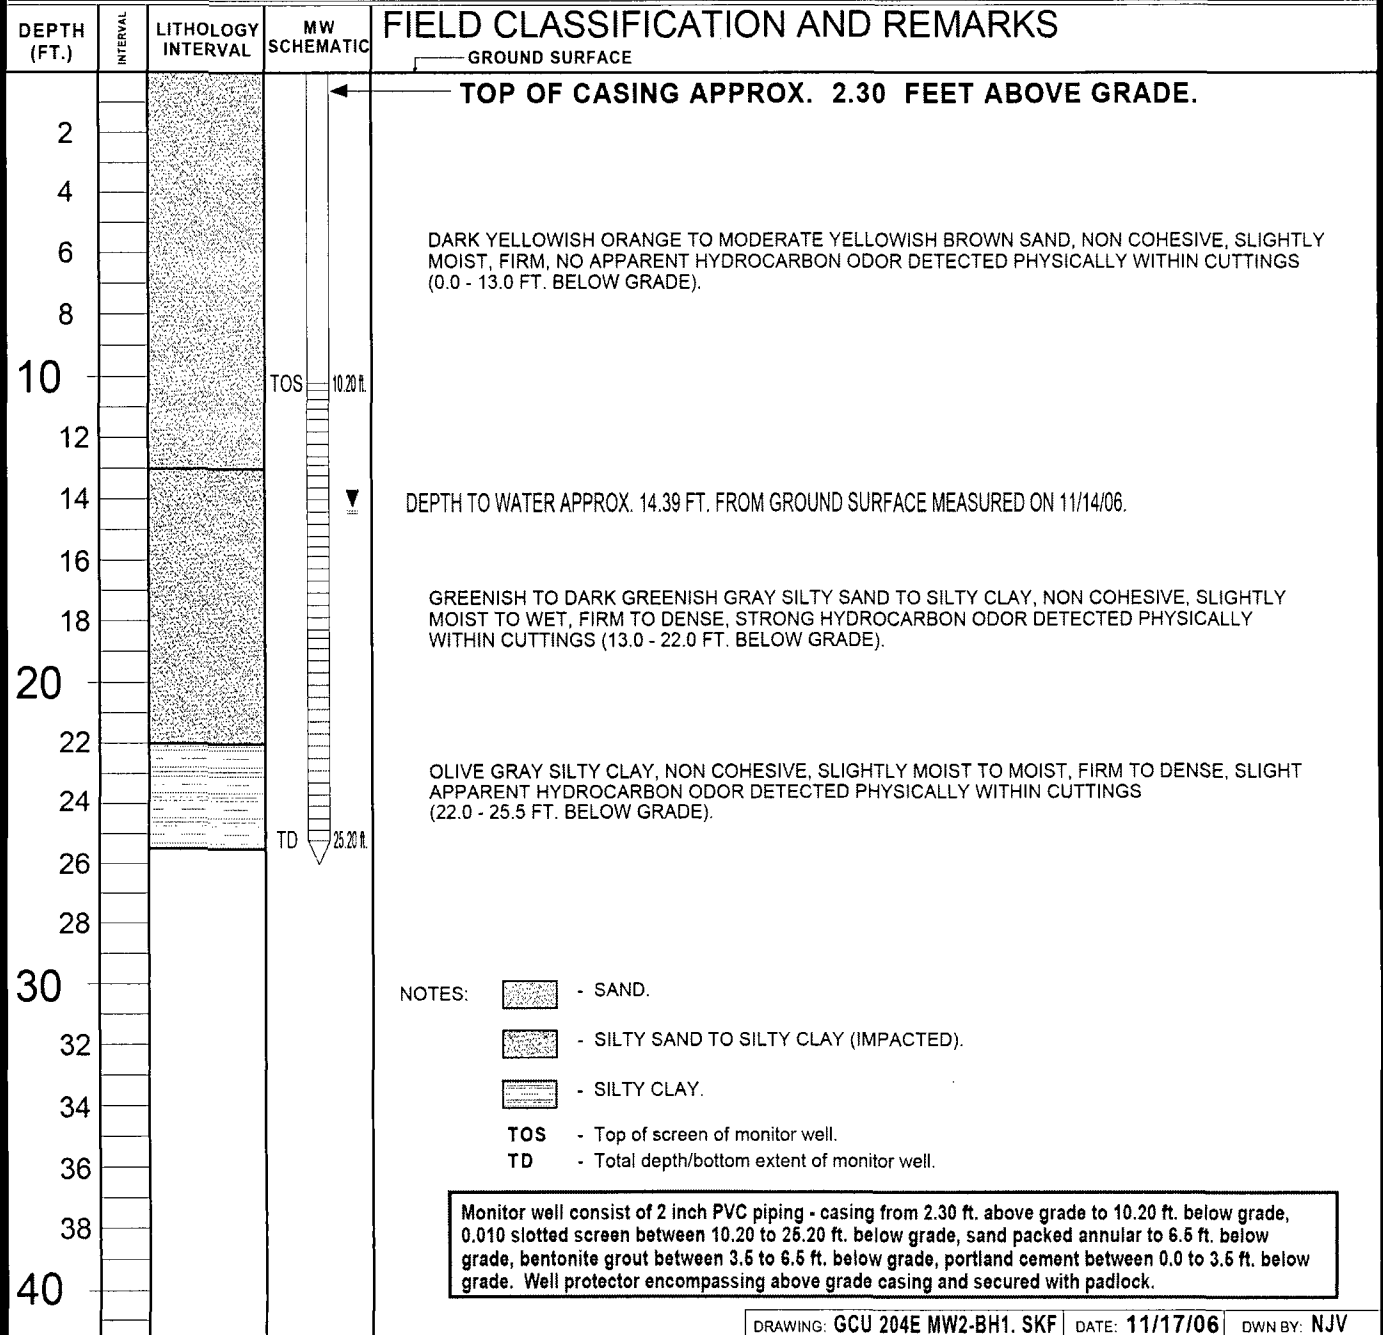 DEPTH (FT.)
INTERVAL
LITHOLOGY INTERVAL
MW SCHEMATIC
FIELD CLASSIFICATION AND REMARKS
GROUND SURFACE
TOP OF CASING APPROX. 2.30 FEET ABOVE GRADE.
2
4
DARK YELLOWISH ORANGE TO MODERATE YELLOWISH BROWN SAND, NON COHESIVE, SLIGHTLY
6
MOIST, FIRM, NO APPARENT HYDROCARBON ODOR DETECTED PHYSICALLY WITHIN CUTTINGS
(0.0 - 13.0 FT. BELOW GRADE).
8
10
TOS 10.20 ft.
12
14
DEPTH TO WATER APPROX. 14.39 FT. FROM GROUND SURFACE MEASURED ON 11/14/06.
16
GREENISH TO DARK GREENISH GRAY SILTY SAND TO SILTY CLAY, NON COHESIVE, SLIGHTLY
18
MOIST TO WET, FIRM TO DENSE, STRONG HYDROCARBON ODOR DETECTED PHYSICALLY
WITHIN CUTTINGS (13.0 - 22.0 FT. BELOW GRADE).
20
22
OLIVE GRAY SILTY CLAY, NON COHESIVE, SLIGHTLY MOIST TO MOIST, FIRM TO DENSE, SLIGHT
24
APPARENT HYDROCARBON ODOR DETECTED PHYSICALLY WITHIN CUTTINGS
(22.0 - 25.5 FT. BELOW GRADE).
TD 25.20 ft.
26
28
30
NOTES: - SAND.
32
- SILTY SAND TO SILTY CLAY (IMPACTED).
- SILTY CLAY.
34
TOS - Top of screen of monitor well.
36
TD - Total depth/bottom extent of monitor well.
38
Monitor well consist of 2 inch PVC piping - casing from 2.30 ft. above grade to 10.20 ft. below grade,
0.010 slotted screen between 10.20 to 25.20 ft. below grade, sand packed annular to 6.5 ft. below
grade, bentonite grout between 3.5 to 6.5 ft. below grade, portland cement between 0.0 to 3.5 ft. below
grade. Well protector encompassing above grade casing and secured with padlock.
40
DRAWING: GCU 204E MW2-BH1. SKF DATE: 11/17/06 DWN BY: NJV